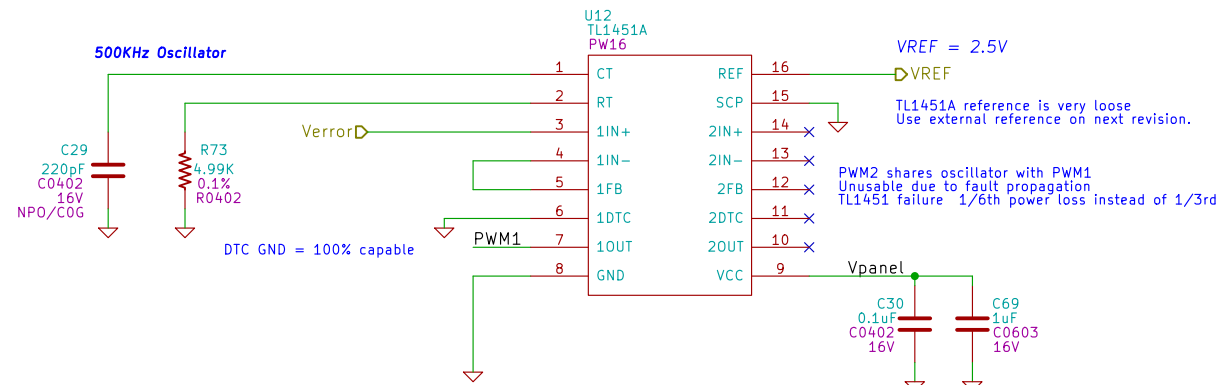 U12
TL1451A
PW16
500KHz Oscillator
VREF = 2.5V
1 CT REF 16
VREF
2 RT SCP 15
TL1451A reference is very loose
Use external reference on next revision.
Verror
3 1IN+ 2IN+ 14
C29
220pF
C0402
16V
NPO/C0G
R73
4.99K
0.1%
R0402
4 1IN- 2IN- 13
5 1FB 2FB 12
PWM2 shares oscillator with PWM1
Unusable due to fault propagation
TL1451 failure 1/6th power loss instead of 1/3rd
6 1DTC 2DTC 11
DTC GND = 100% capable
PWM1
7 1OUT 2OUT 10
8 GND VCC 9
Vpanel
C30
0.1uF
C0402
16V
C69
1uF
C0603
16V